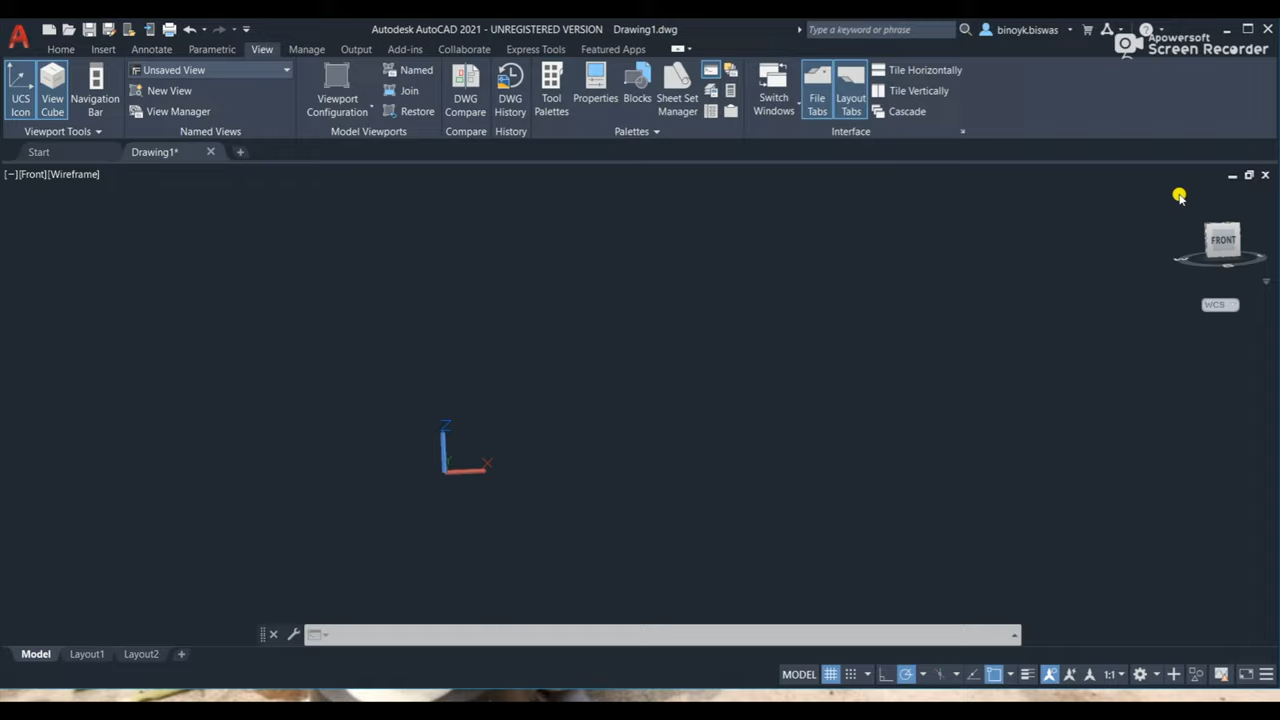 Autodesk AutoCAD 2021 - UNREGISTERED VERSION Drawing1.dwg
Type a keyword or phrase
binoyk.biswas
Apowersoft
Screen Recorder
Home Insert Annotate Parametric View Manage Output Add-ins Collaborate Express Tools Featured Apps
UCS
Icon
View
Cube
Navigation
Bar
Viewport Tools
Unsaved View
New View
View Manager
Named Views
Viewport
Configuration
Named
Join
Restore
Model Viewports
DWG
Compare
Compare
DWG
History
History
Tool
Palettes
Properties
Blocks
Sheet Set
Manager
Palettes
Switch
Windows
File
Tabs
Layout
Tabs
Tile Horizontally
Tile Vertically
Cascade
Interface
Start
Drawing1*
[−][Front][Wireframe]
FRONT
WCS
Z
Y
X
Model Layout1 Layout2
MODEL
1:1